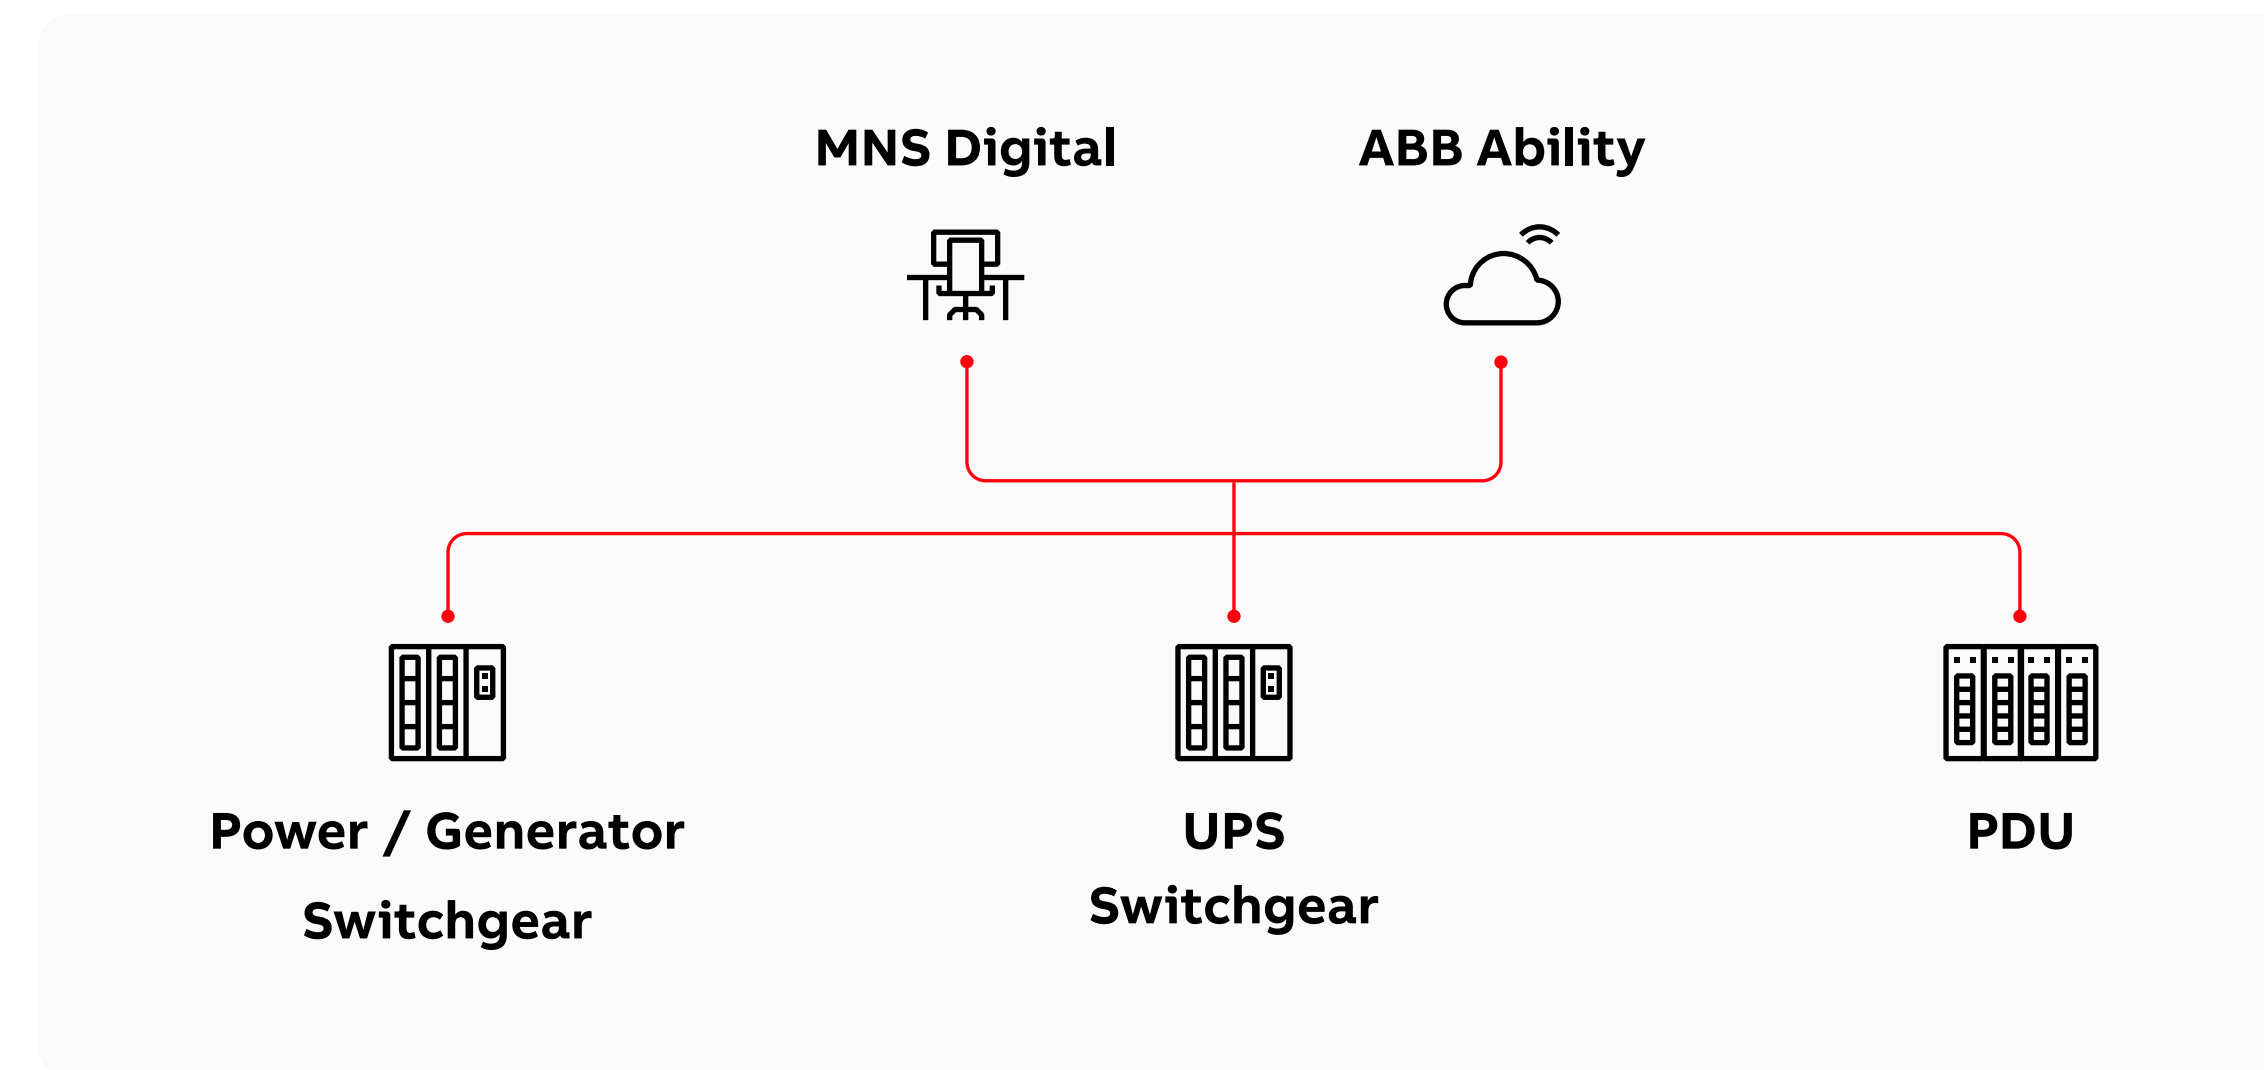 MNS Digital
ABB Ability
Power / Generator
Switchgear
UPS
Switchgear
PDU